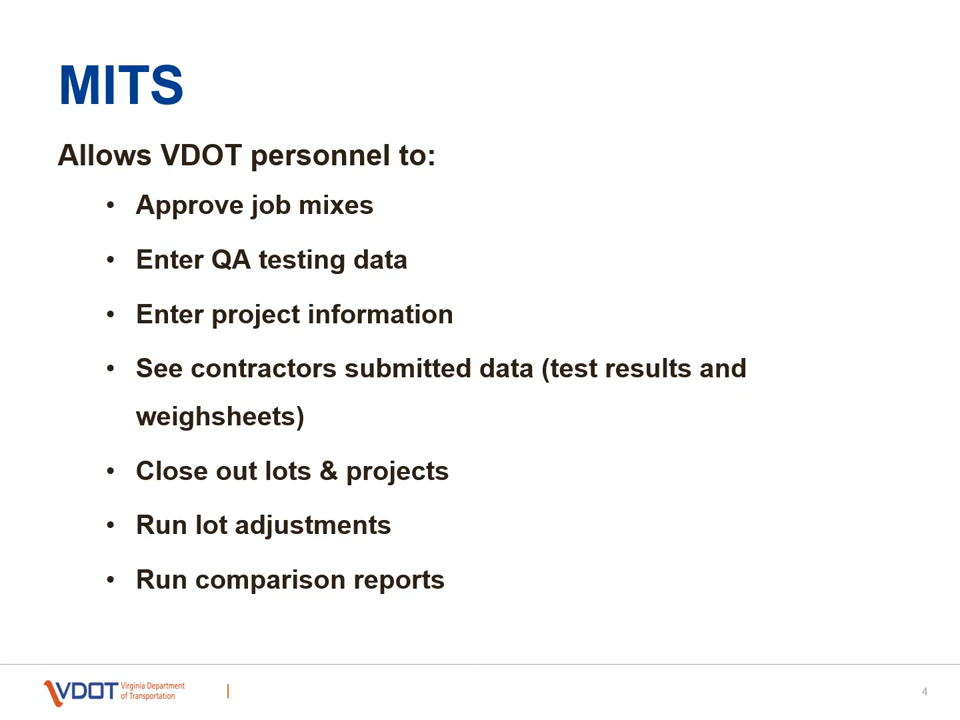 MITS
Allows VDOT personnel to:
• Approve job mixes
• Enter QA testing data
• Enter project information
• See contractors submitted data (test results and
weighsheets)
• Close out lots & projects
• Run lot adjustments
• Run comparison reports
VDOT Virginia Department
of Transportation
4